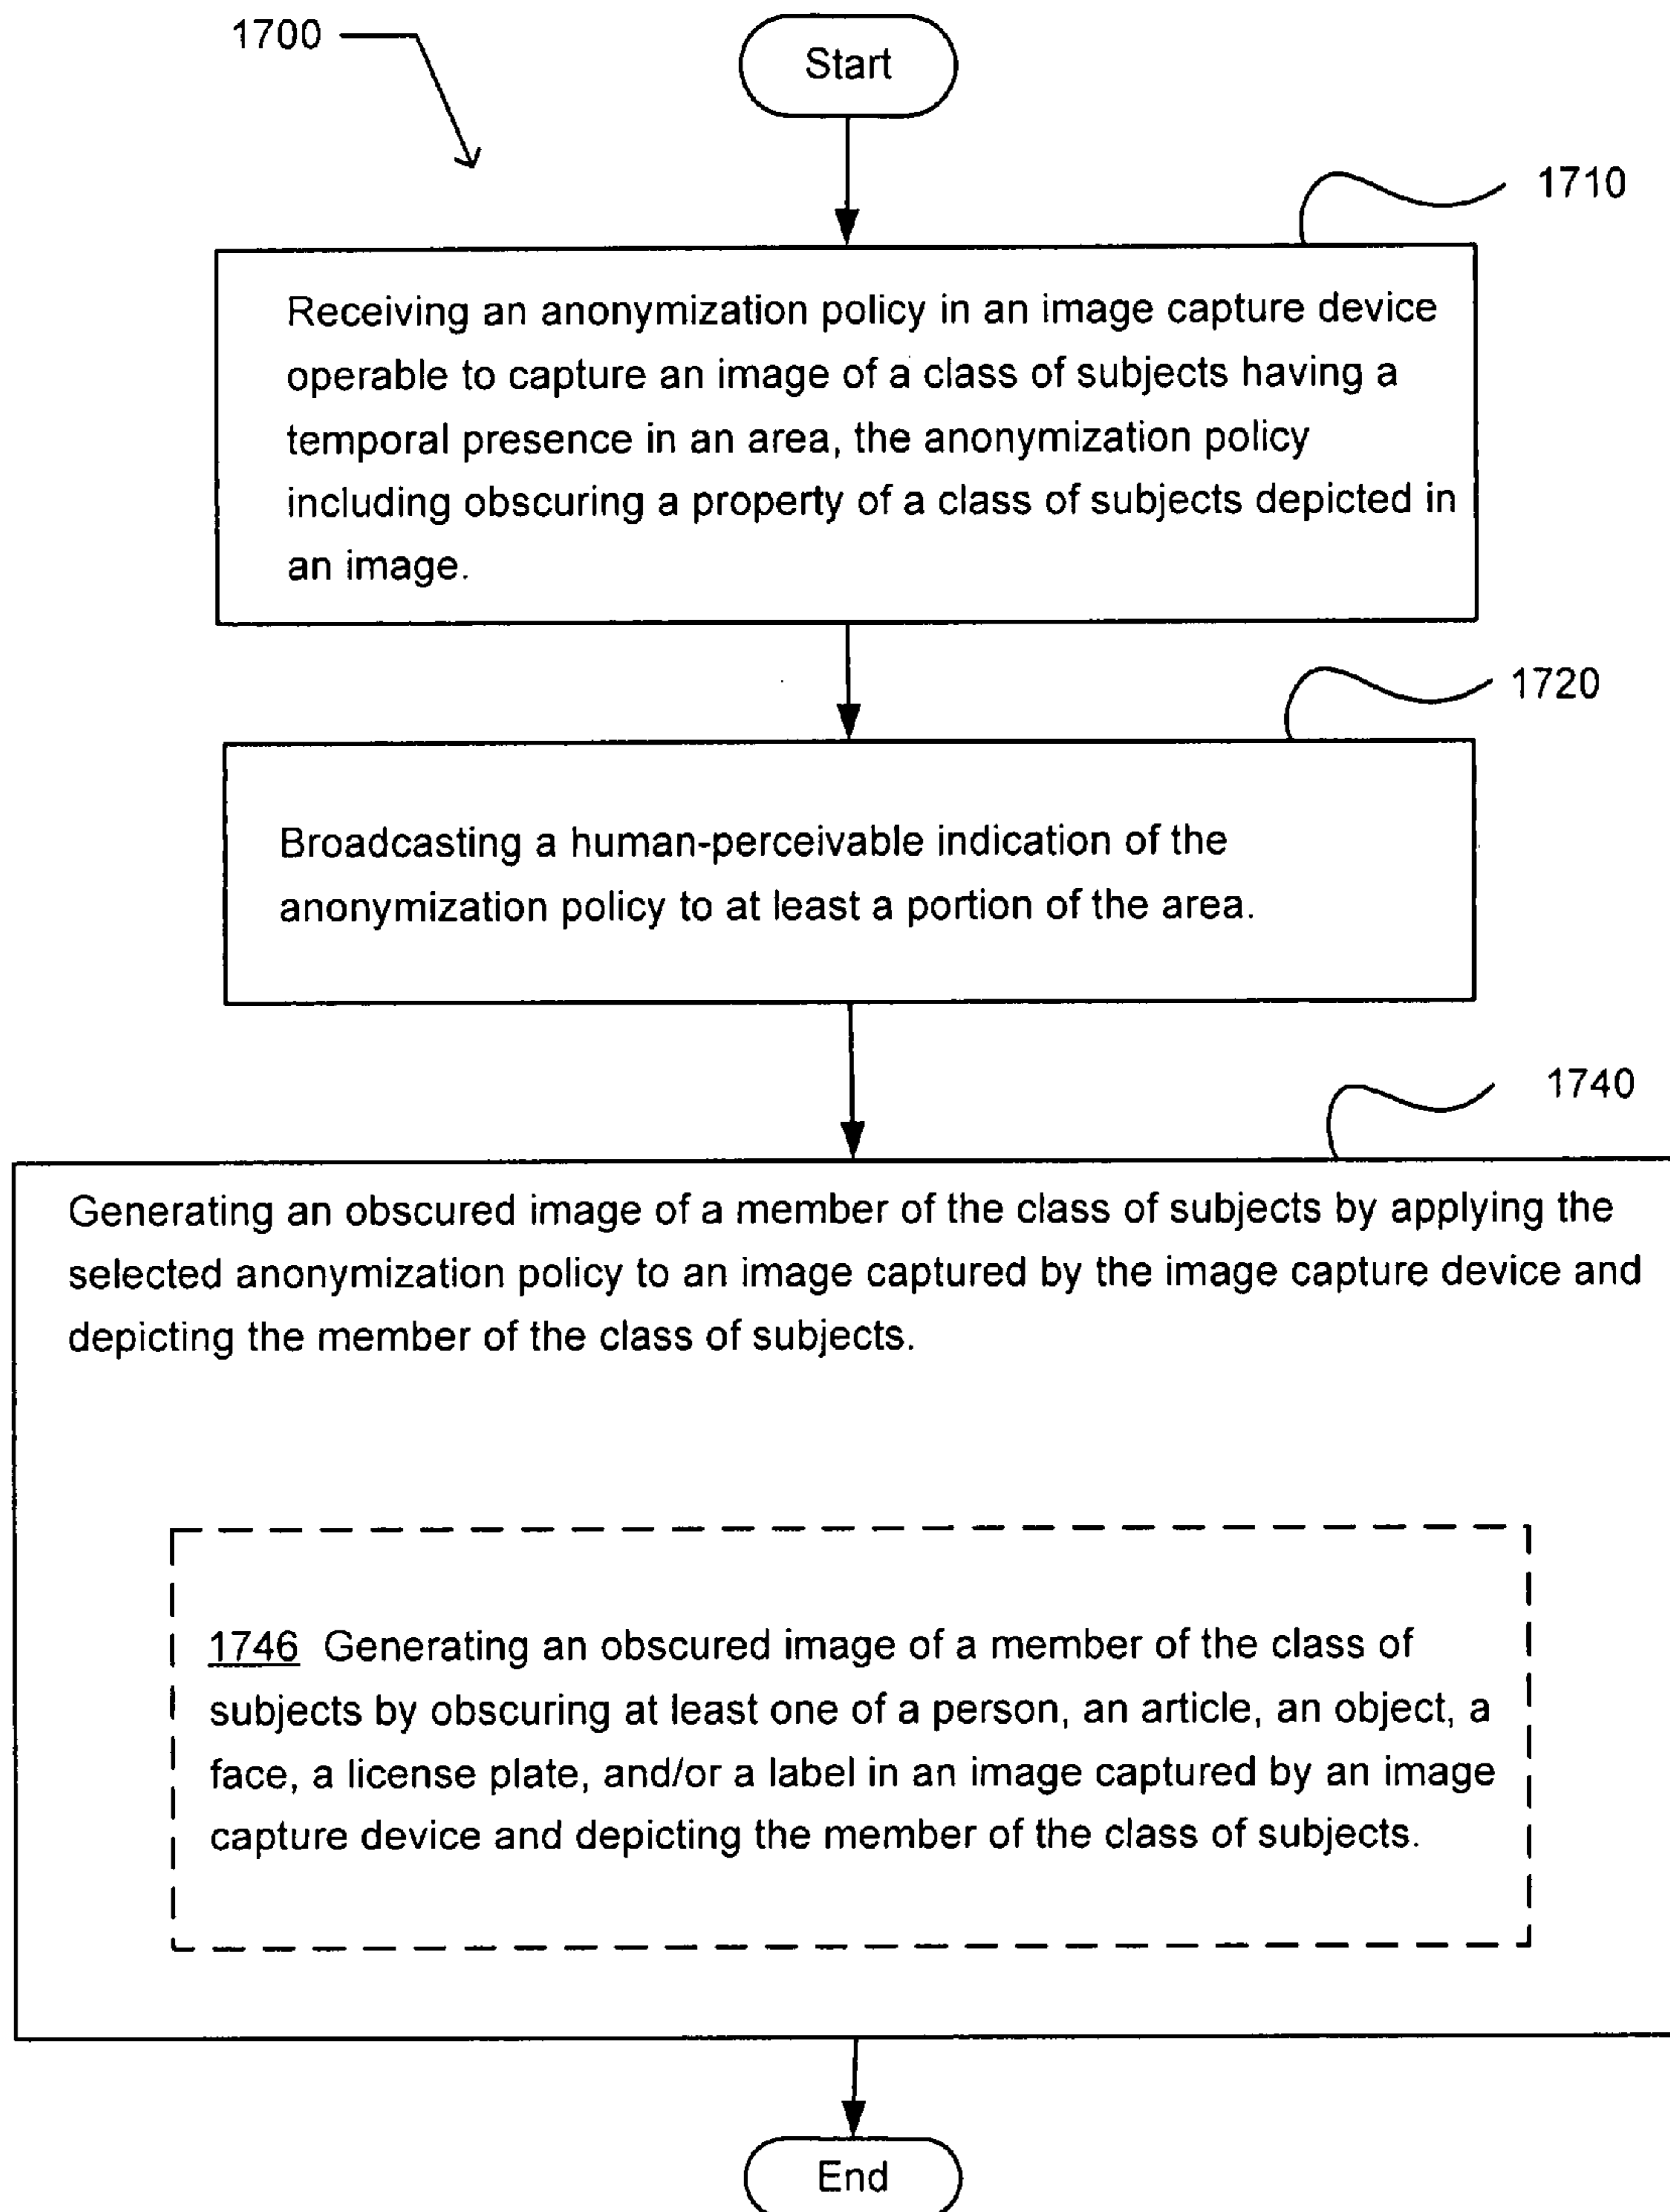 1700
Start
1710
Receiving an anonymization policy in an image capture device
operable to capture an image of a class of subjects having a
temporal presence in an area, the anonymization policy
including obscuring a property of a class of subjects depicted in
an image.
1720
Broadcasting a human-perceivable indication of the
anonymization policy to at least a portion of the area.
1740
Generating an obscured image of a member of the class of subjects by applying the
selected anonymization policy to an image captured by the image capture device and
depicting the member of the class of subjects.
1746 Generating an obscured image of a member of the class of
subjects by obscuring at least one of a person, an article, an object, a
face, a license plate, and/or a label in an image captured by an image
capture device and depicting the member of the class of subjects.
End